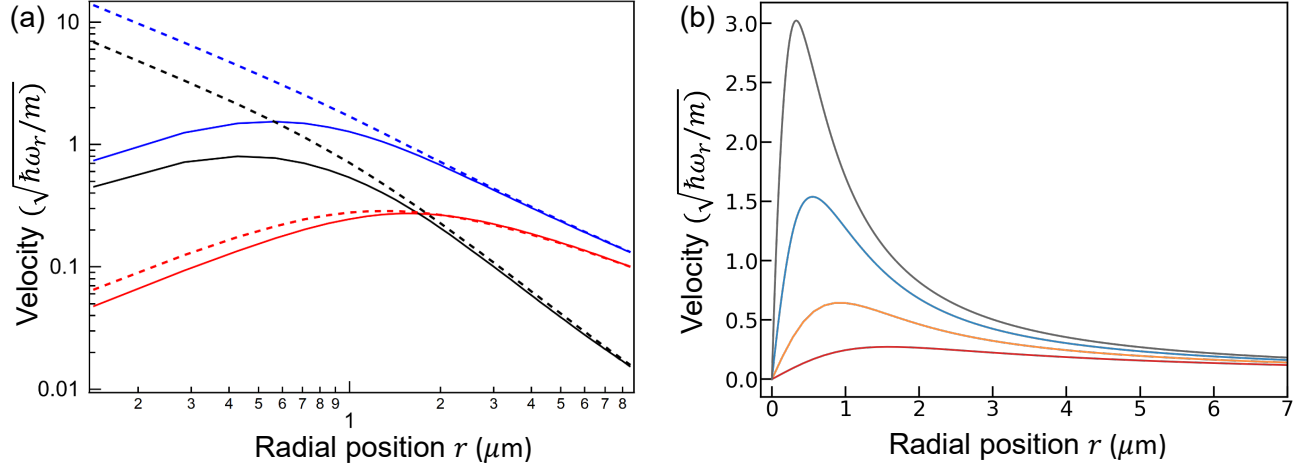 (a)
Velocity (√ħω_r/m)
10
1
0.1
0.01
2 3 4 5 6 7 8 9 2 3 4 5 6 7 8
1
Radial position r (μm)
(b)
Velocity (√ħω_r/m)
3.0
2.5
2.0
1.5
1.0
0.5
0.0
0 1 2 3 4 5 6 7
Radial position r (μm)